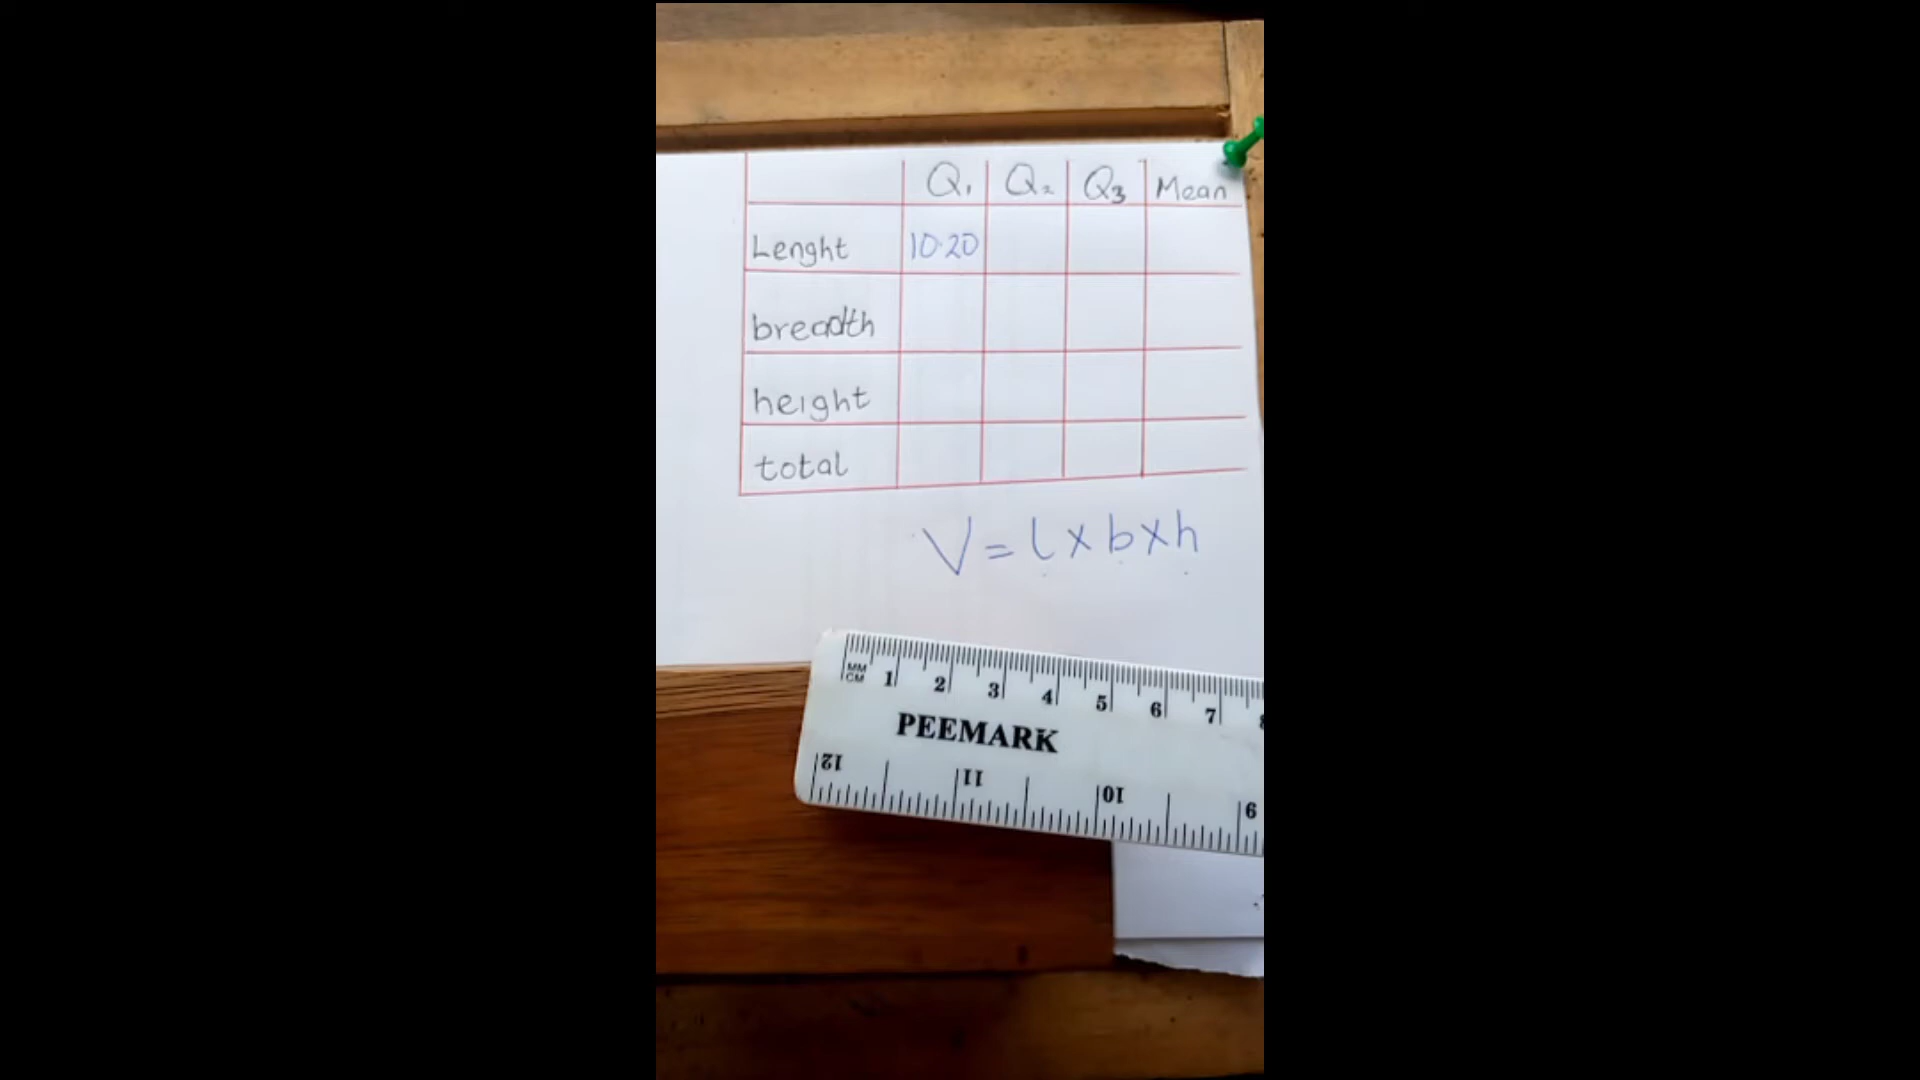 Q₁ Q₂ Q3 Mean
Lenght 10.20
breadth
height
total
V = l x b x h
MM
CM 1 2 3 4 5 6 7 8
PEEMARK
12 11 10 9